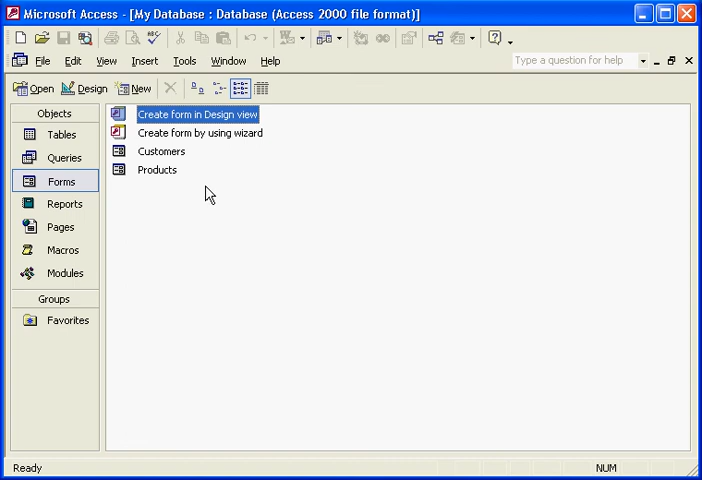 Microsoft Access - [My Database : Database (Access 2000 file format)]
File Edit View Insert Tools Window Help Type a question for help
Open Design New
Objects
Tables
Queries
Forms
Reports
Pages
Macros
Modules
Groups
Favorites
Create form in Design view
Create form by using wizard
Customers
Products
Ready NUM